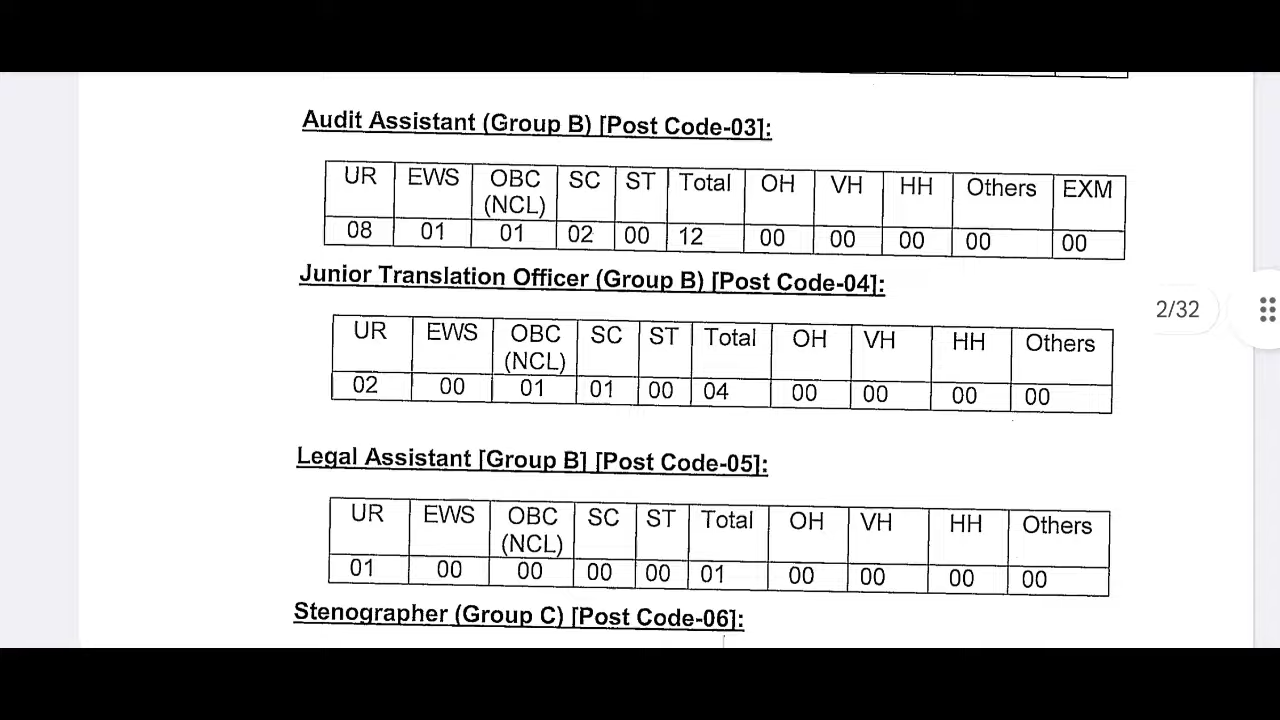 Audit Assistant (Group B) [Post Code-03]:
UR EWS OBC (NCL) SC ST Total OH VH HH Others EXM
08 01 01 02 00 12 00 00 00 00 00
Junior Translation Officer (Group B) [Post Code-04]:
UR EWS OBC (NCL) SC ST Total OH VH HH Others
02 00 01 01 00 04 00 00 00 00
2/32
Legal Assistant [Group B] [Post Code-05]:
UR EWS OBC (NCL) SC ST Total OH VH HH Others
01 00 00 00 00 01 00 00 00 00
Stenographer (Group C) [Post Code-06]: